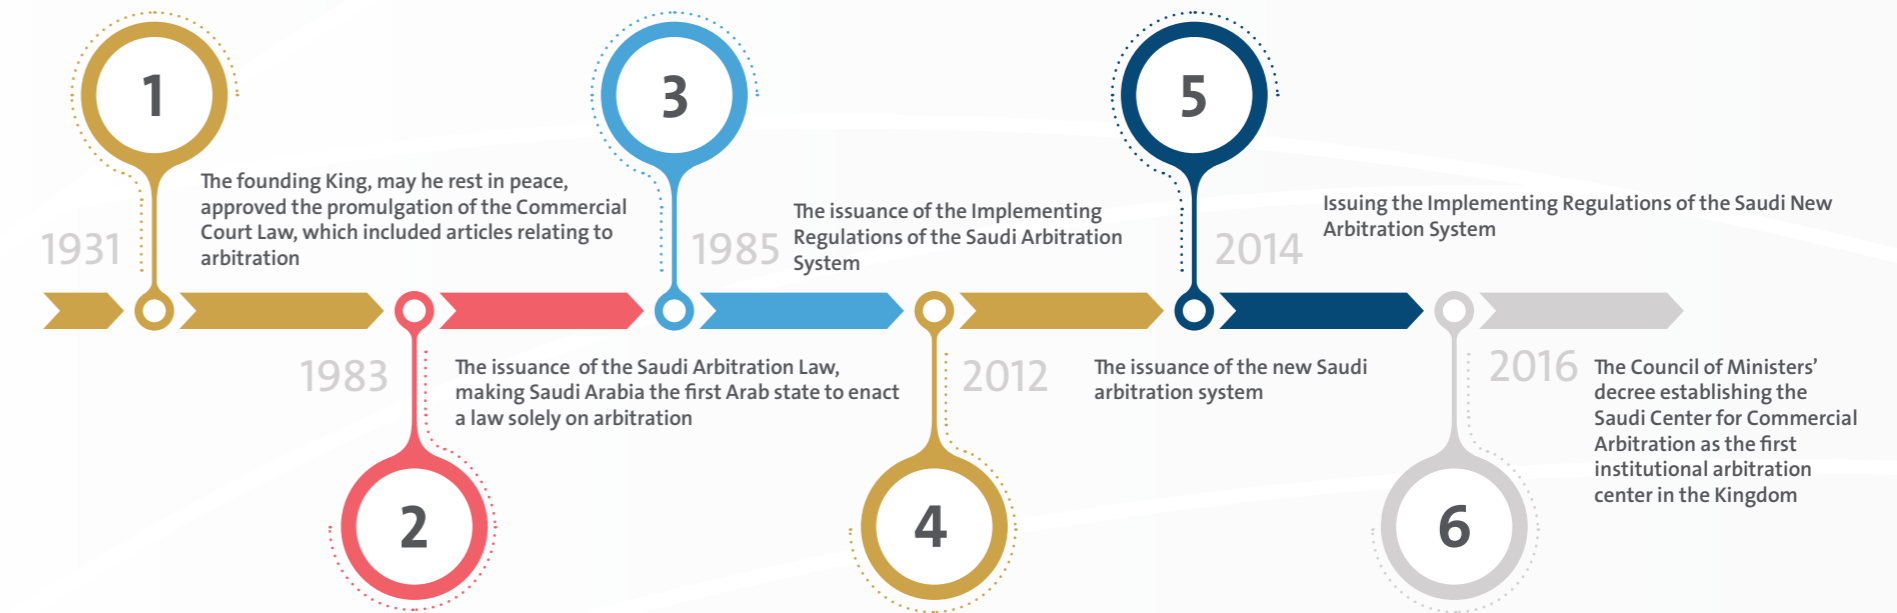 1
1931
The founding King, may he rest in peace,
approved the promulgation of the Commercial
Court Law, which included articles relating to
arbitration
2
1983
The issuance  of the Saudi Arbitration Law,
making Saudi Arabia the first Arab state to enact
a law solely on arbitration
3
1985
The issuance of the Implementing
Regulations of the Saudi Arbitration
System
4
2012
The issuance of the new Saudi
arbitration system
5
2014
Issuing the Implementing Regulations of the Saudi New
Arbitration System
6
2016
The Council of Ministers’
decree establishing the
Saudi Center for Commercial
Arbitration as the first
institutional arbitration
center in the Kingdom